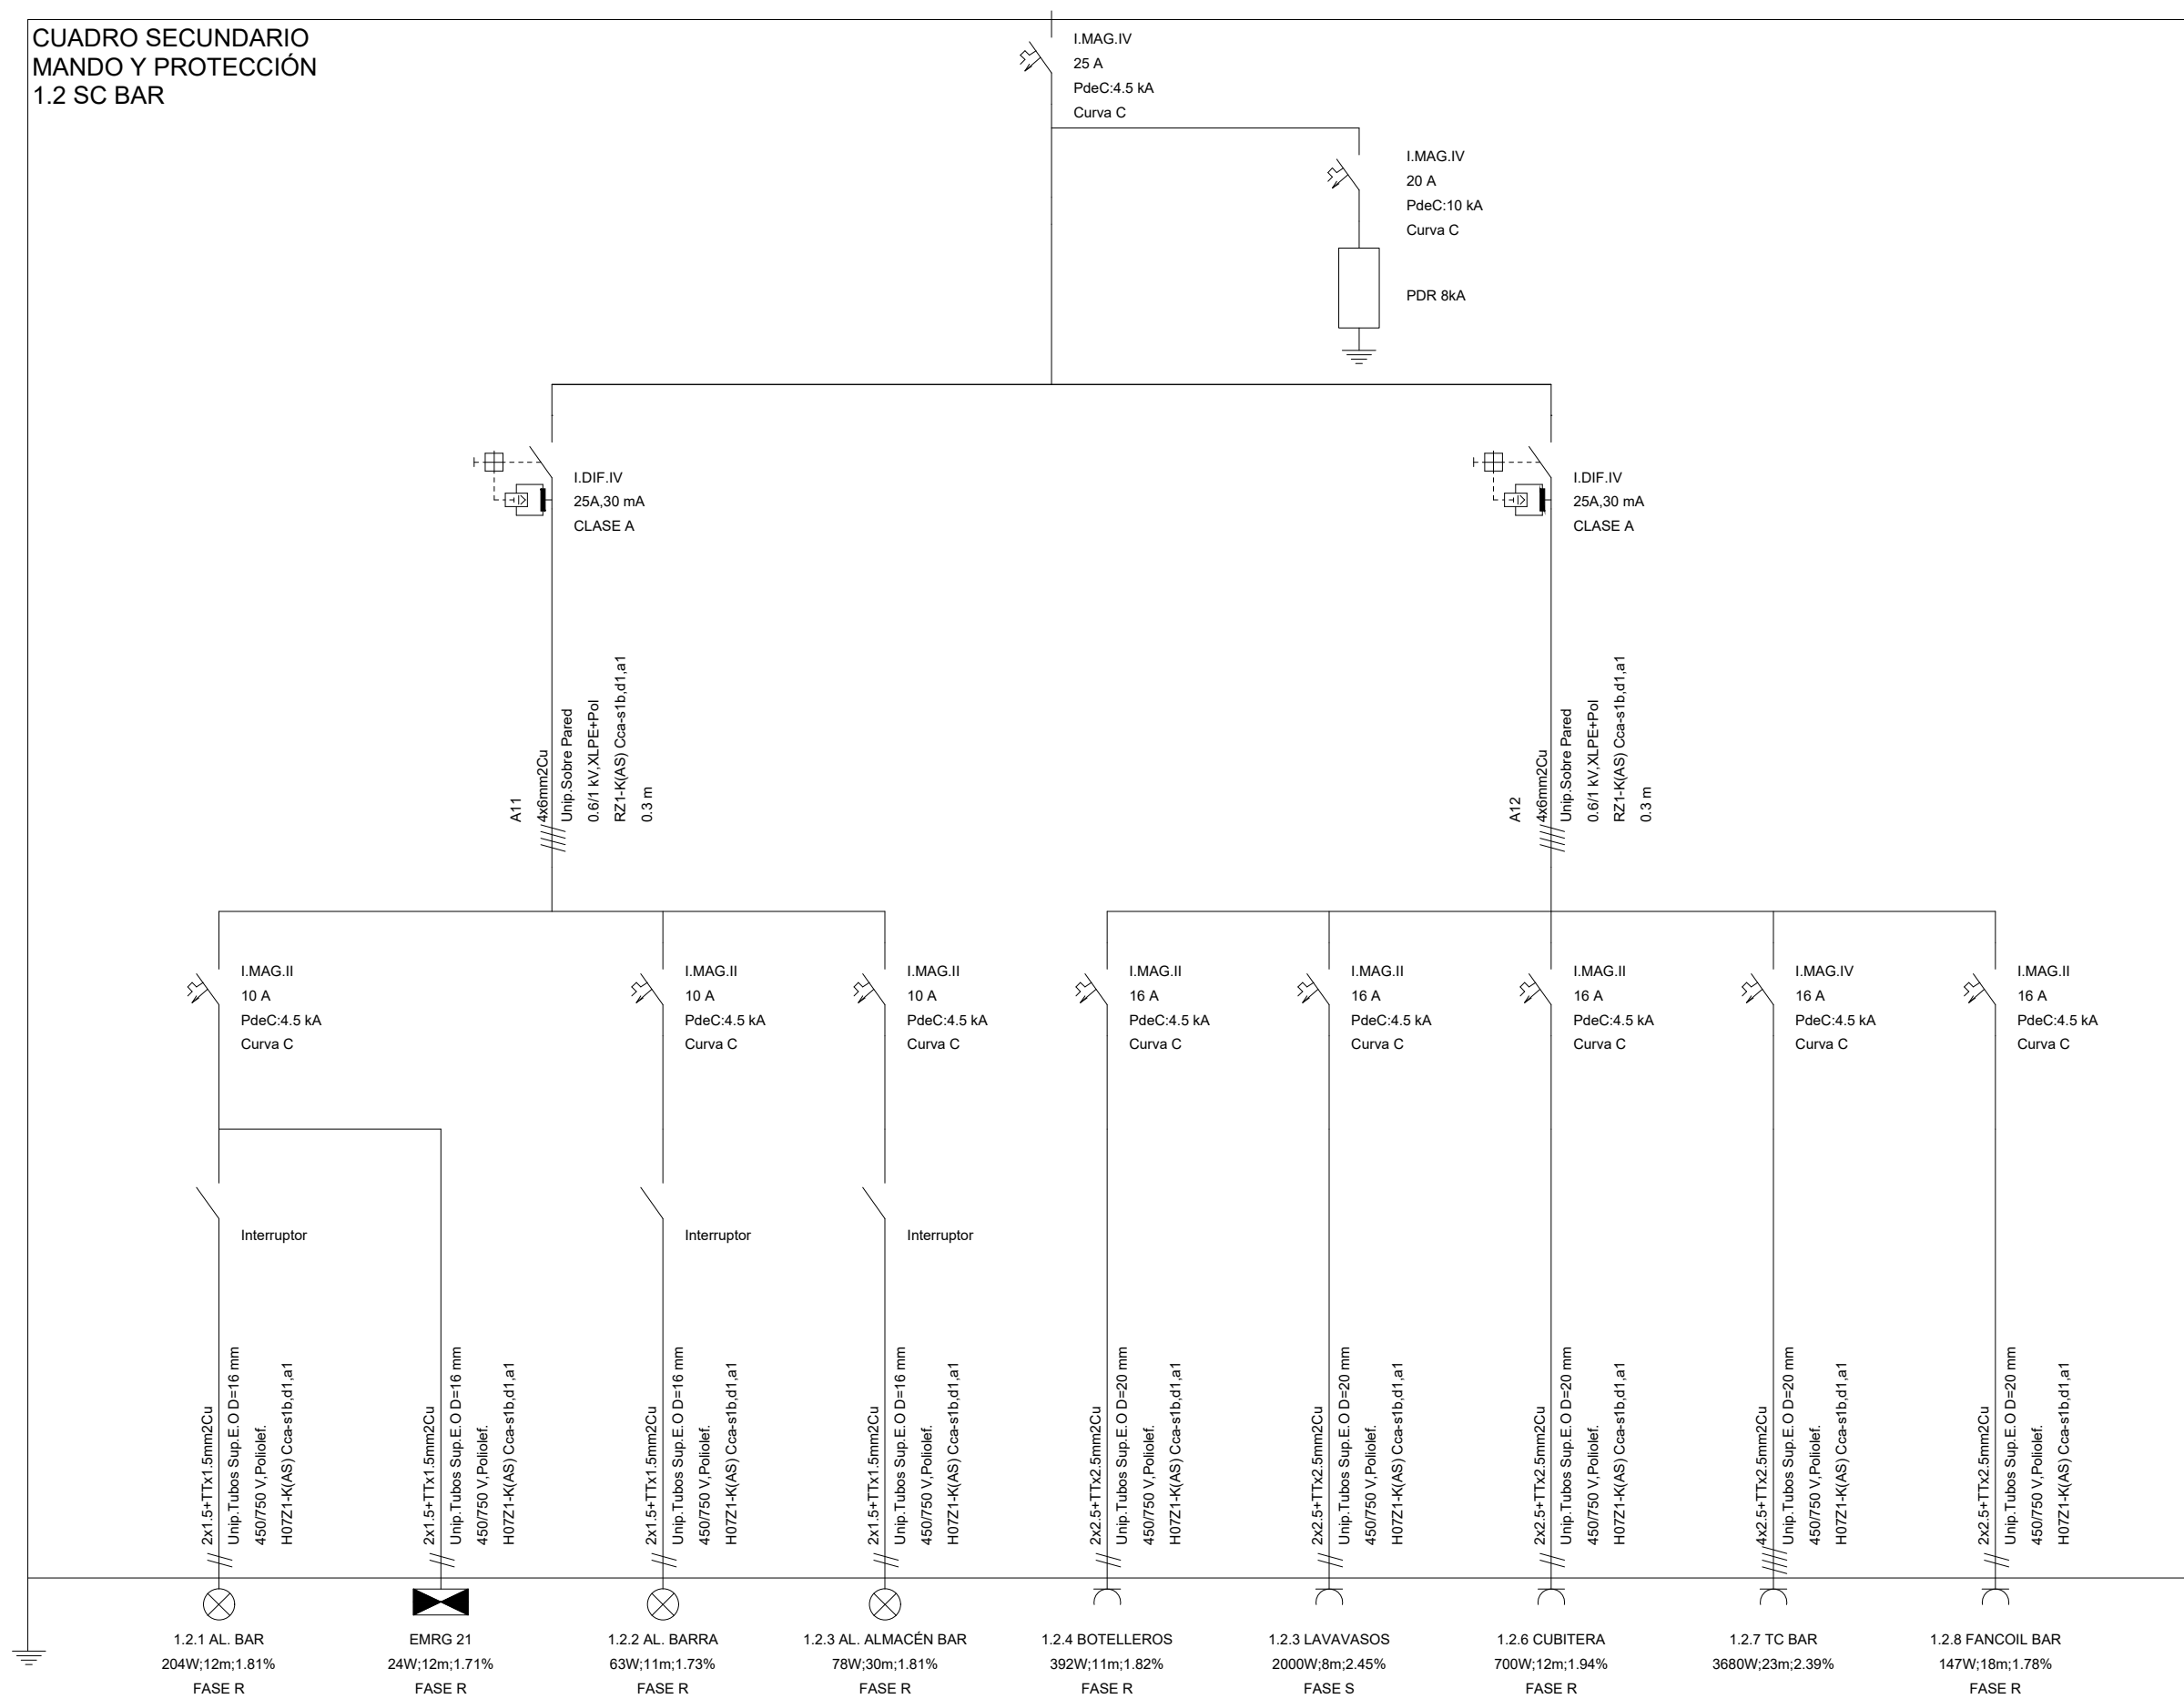 CUADRO SECUNDARIO
MANDO Y PROTECCIÓN
1.2 SC BAR
I.MAG.IV
25 A
PdeC:4.5 kA
Curva C
I.MAG.IV
20 A
PdeC:10 kA
Curva C
PDR 8kA
I.DIF.IV
25A,30 mA
CLASE A
I.DIF.IV
25A,30 mA
CLASE A
A11
4x6mm2Cu
Unip.Sobre Pared
0.6/1 kV,XLPE+Pol
RZ1-K(AS) Cca-s1b,d1,a1
0.3 m
A12
4x6mm2Cu
Unip.Sobre Pared
0.6/1 kV,XLPE+Pol
RZ1-K(AS) Cca-s1b,d1,a1
0.3 m
I.MAG.II
10 A
PdeC:4.5 kA
Curva C
I.MAG.II
10 A
PdeC:4.5 kA
Curva C
I.MAG.II
10 A
PdeC:4.5 kA
Curva C
I.MAG.II
16 A
PdeC:4.5 kA
Curva C
I.MAG.II
16 A
PdeC:4.5 kA
Curva C
I.MAG.II
16 A
PdeC:4.5 kA
Curva C
I.MAG.IV
16 A
PdeC:4.5 kA
Curva C
I.MAG.II
16 A
PdeC:4.5 kA
Curva C
Interruptor
Interruptor
Interruptor
2x1.5+TTx1.5mm2Cu
Unip.Tubos Sup.E.O D=16 mm
450/750 V,Poliolef.
H07Z1-K(AS) Cca-s1b,d1,a1
2x1.5+TTx1.5mm2Cu
Unip.Tubos Sup.E.O D=16 mm
450/750 V,Poliolef.
H07Z1-K(AS) Cca-s1b,d1,a1
2x1.5+TTx1.5mm2Cu
Unip.Tubos Sup.E.O D=16 mm
450/750 V,Poliolef.
H07Z1-K(AS) Cca-s1b,d1,a1
2x1.5+TTx1.5mm2Cu
Unip.Tubos Sup.E.O D=16 mm
450/750 V,Poliolef.
H07Z1-K(AS) Cca-s1b,d1,a1
2x2.5+TTx2.5mm2Cu
Unip.Tubos Sup.E.O D=20 mm
450/750 V,Poliolef.
H07Z1-K(AS) Cca-s1b,d1,a1
2x2.5+TTx2.5mm2Cu
Unip.Tubos Sup.E.O D=20 mm
450/750 V,Poliolef.
H07Z1-K(AS) Cca-s1b,d1,a1
2x2.5+TTx2.5mm2Cu
Unip.Tubos Sup.E.O D=20 mm
450/750 V,Poliolef.
H07Z1-K(AS) Cca-s1b,d1,a1
4x2.5+TTx2.5mm2Cu
Unip.Tubos Sup.E.O D=20 mm
450/750 V,Poliolef.
H07Z1-K(AS) Cca-s1b,d1,a1
2x2.5+TTx2.5mm2Cu
Unip.Tubos Sup.E.O D=20 mm
450/750 V,Poliolef.
H07Z1-K(AS) Cca-s1b,d1,a1
1.2.1 AL. BAR
204W;12m;1.81%
FASE R
EMRG 21
24W;12m;1.71%
FASE R
1.2.2 AL. BARRA
63W;11m;1.73%
FASE R
1.2.3 AL. ALMACÉN BAR
78W;30m;1.81%
FASE R
1.2.4 BOTELLEROS
392W;11m;1.82%
FASE R
1.2.3 LAVAVASOS
2000W;8m;2.45%
FASE S
1.2.6 CUBITERA
700W;12m;1.94%
FASE R
1.2.7 TC BAR
3680W;23m;2.39%
1.2.8 FANCOIL BAR
147W;18m;1.78%
FASE R